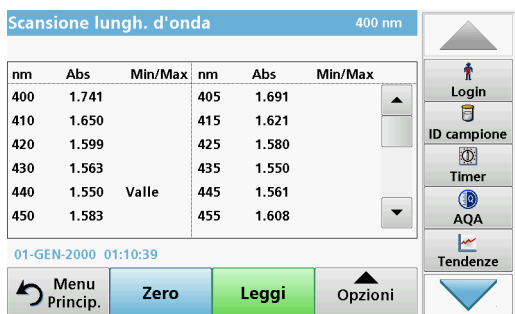 Scansione lungh. d'onda 400 nm
nm Abs Min/Max nm Abs Min/Max
400 1.741 405 1.691
410 1.650 415 1.621
420 1.599 425 1.580
430 1.563 435 1.550
440 1.550 Valle 445 1.561
450 1.583 455 1.608
01-GEN-2000 01:10:39
Menu
Princip.
Zero
Leggi
Opzioni
Login
ID campione
Timer
AQA
Tendenze